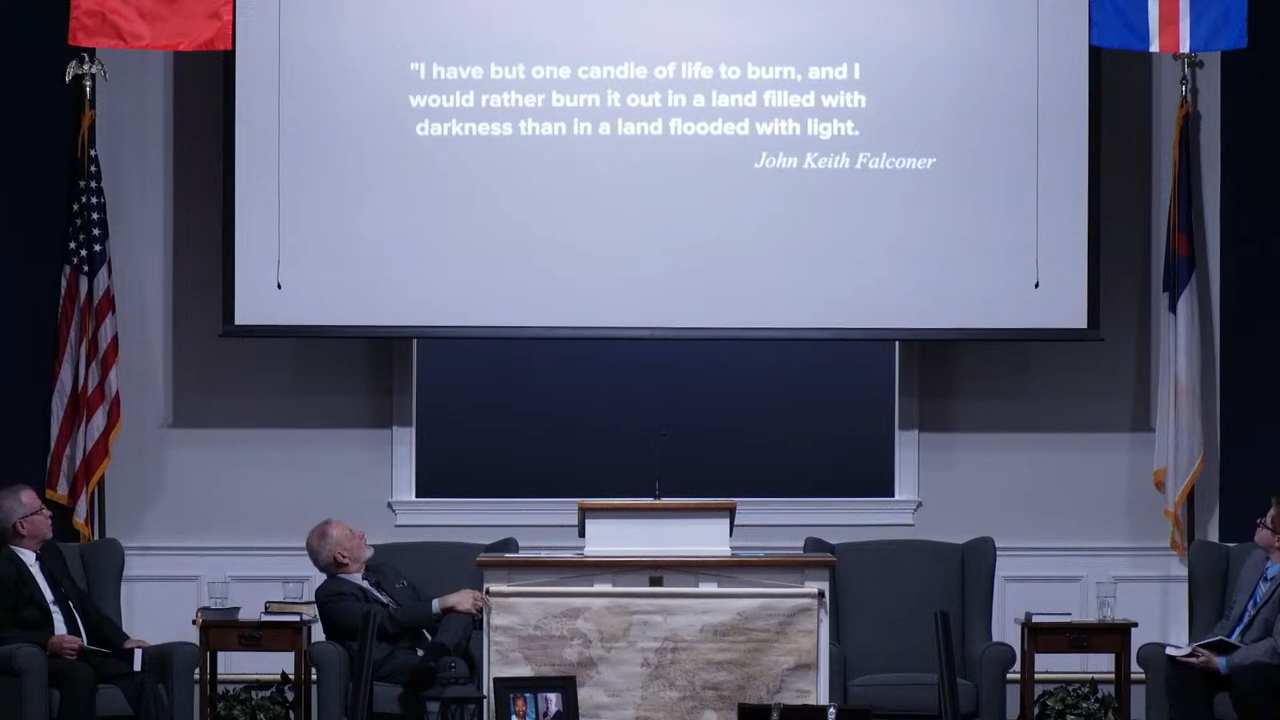 "I have but one candle of life to burn, and I
would rather burn it out in a land filled with
darkness than in a land flooded with light.
John Keith Falconer